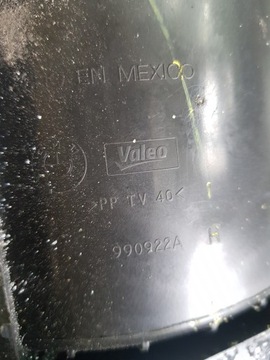 EN MEXICO
Valeo
>PP TV 40<
990922A H